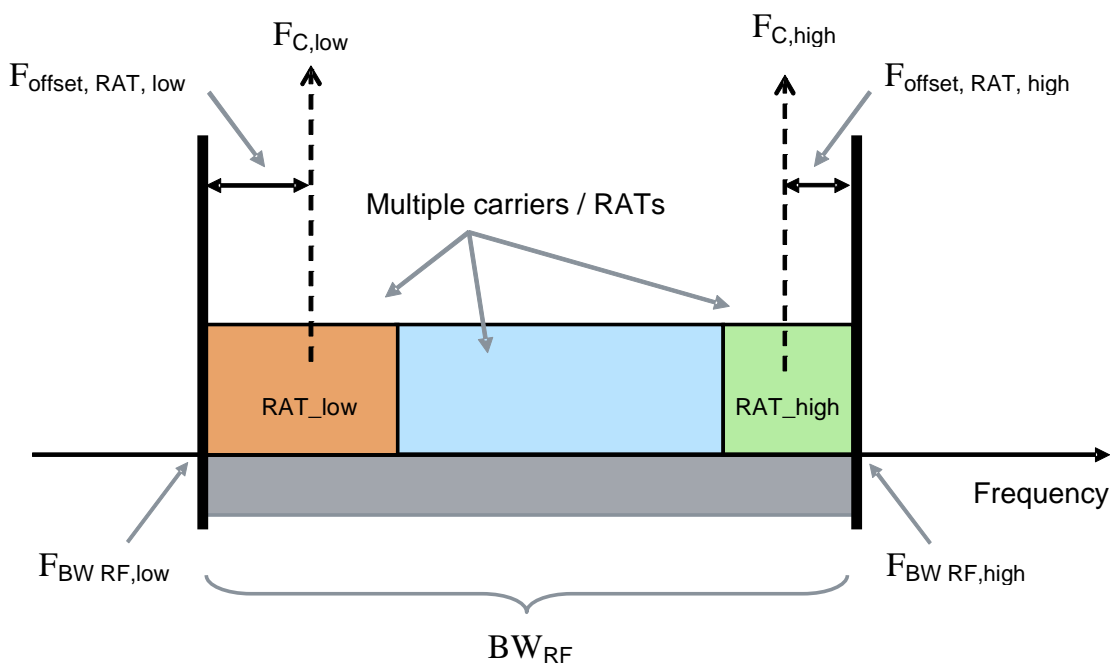 F_C,low
F_C,high
F_offset, RAT, low
F_offset, RAT, high
Multiple carriers / RATs
RAT_low
RAT_high
Frequency
F_BW RF,low
F_BW RF,high
BW_RF